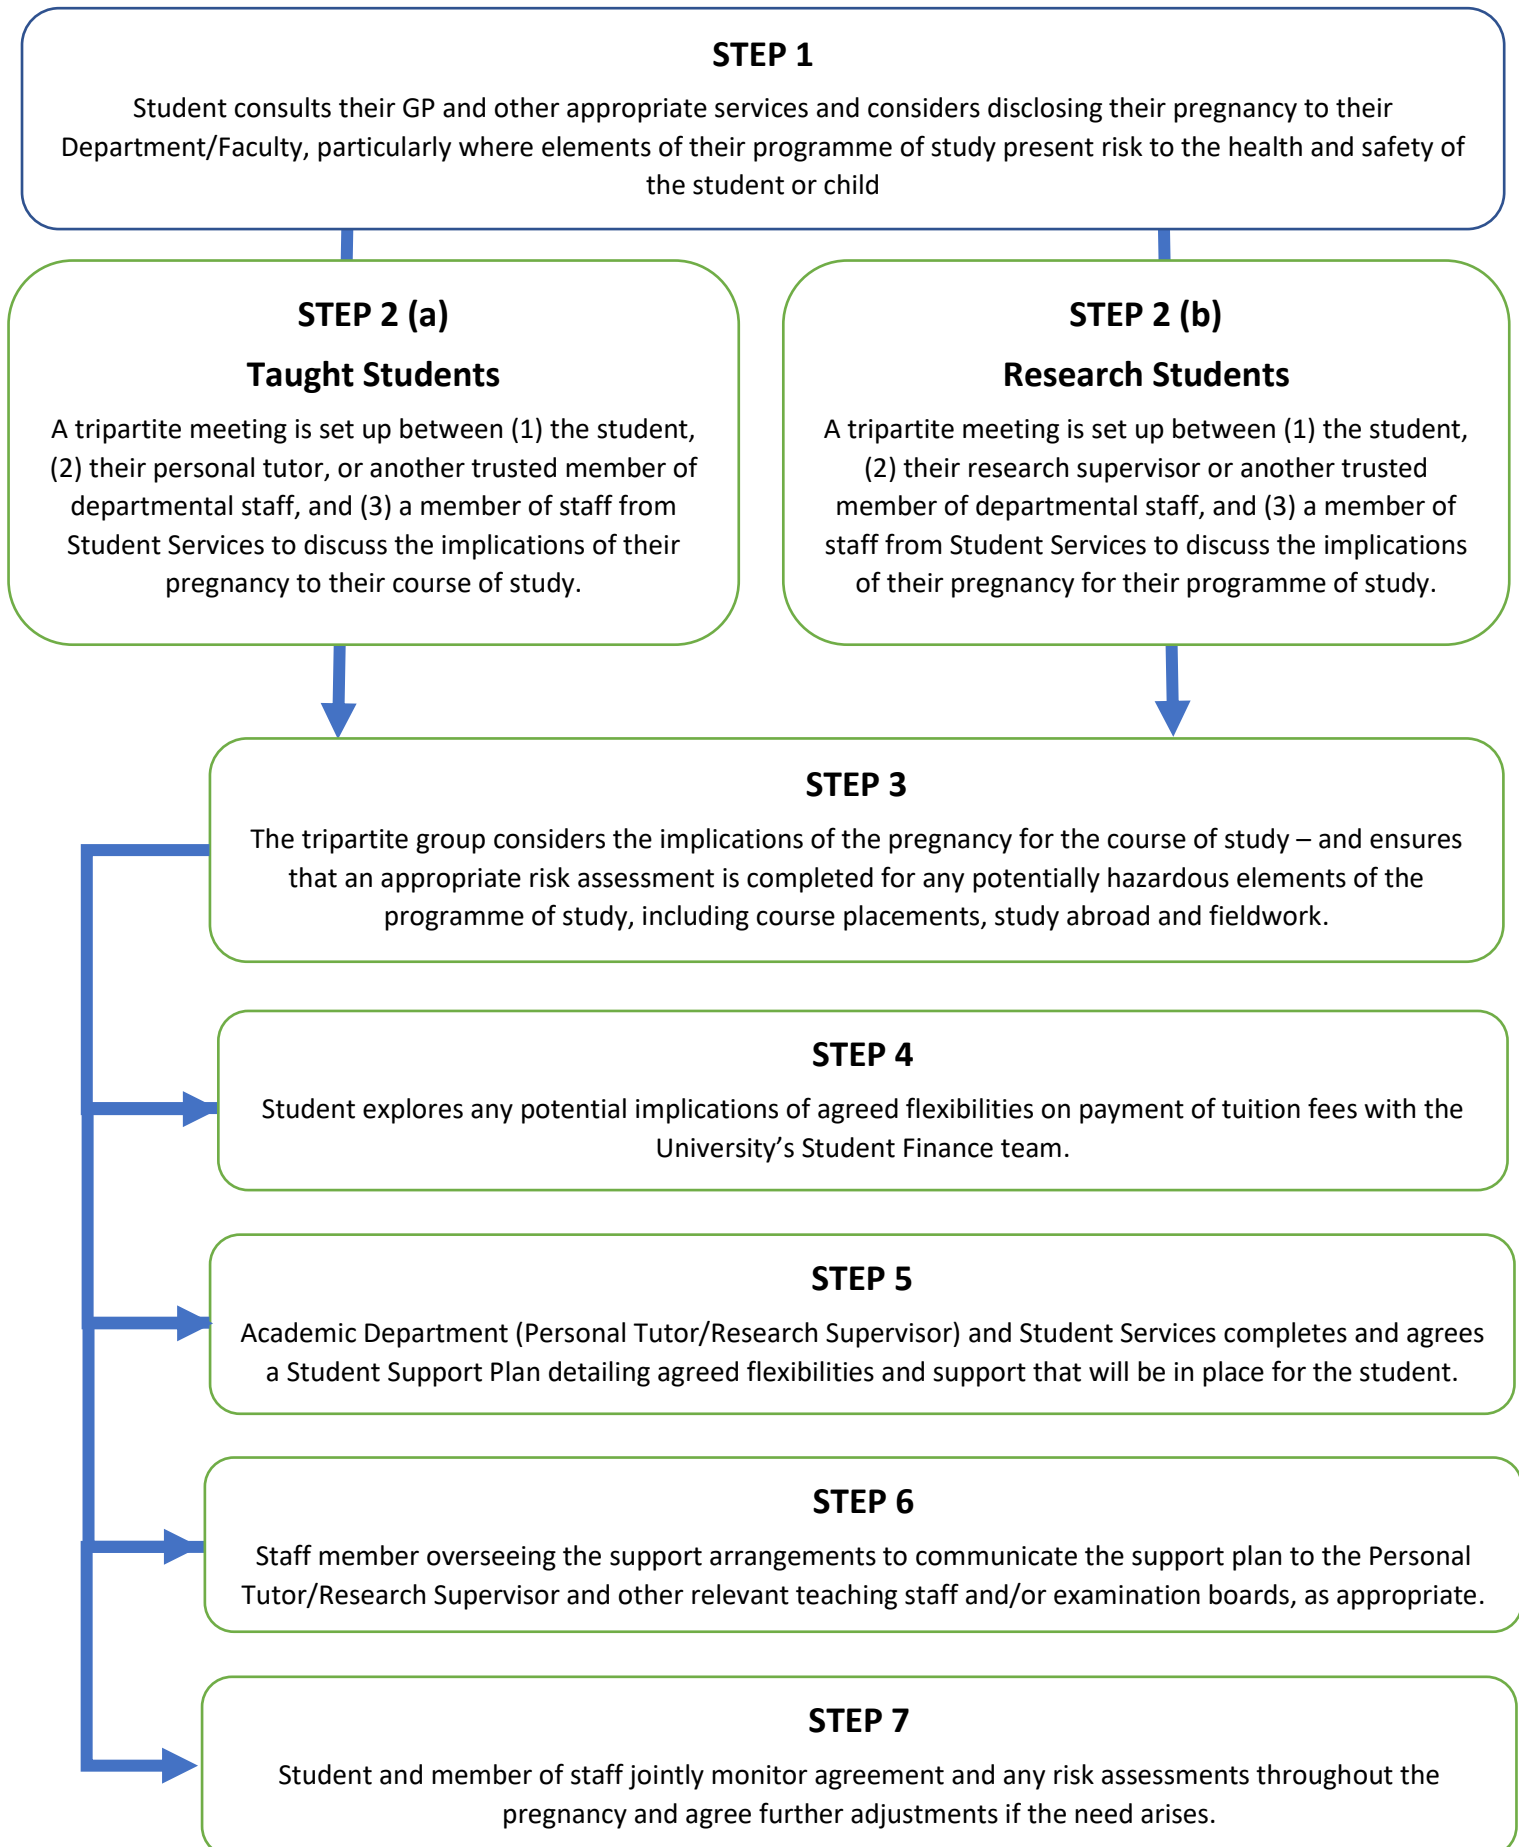 STEP 1
Student consults their GP and other appropriate services and considers disclosing their pregnancy to their
Department/Faculty, particularly where elements of their programme of study present risk to the health and safety of
the student or child
STEP 2 (a)
Taught Students
A tripartite meeting is set up between (1) the student,
(2) their personal tutor, or another trusted member of
departmental staff, and (3) a member of staff from
Student Services to discuss the implications of their
pregnancy to their course of study.
STEP 2 (b)
Research Students
A tripartite meeting is set up between (1) the student,
(2) their research supervisor or another trusted
member of departmental staff, and (3) a member of
staff from Student Services to discuss the implications
of their pregnancy for their programme of study.
STEP 3
The tripartite group considers the implications of the pregnancy for the course of study – and ensures
that an appropriate risk assessment is completed for any potentially hazardous elements of the
programme of study, including course placements, study abroad and fieldwork.
STEP 4
Student explores any potential implications of agreed flexibilities on payment of tuition fees with the
University’s Student Finance team.
STEP 5
Academic Department (Personal Tutor/Research Supervisor) and Student Services completes and agrees
a Student Support Plan detailing agreed flexibilities and support that will be in place for the student.
STEP 6
Staff member overseeing the support arrangements to communicate the support plan to the Personal
Tutor/Research Supervisor and other relevant teaching staff and/or examination boards, as appropriate.
STEP 7
Student and member of staff jointly monitor agreement and any risk assessments throughout the
pregnancy and agree further adjustments if the need arises.